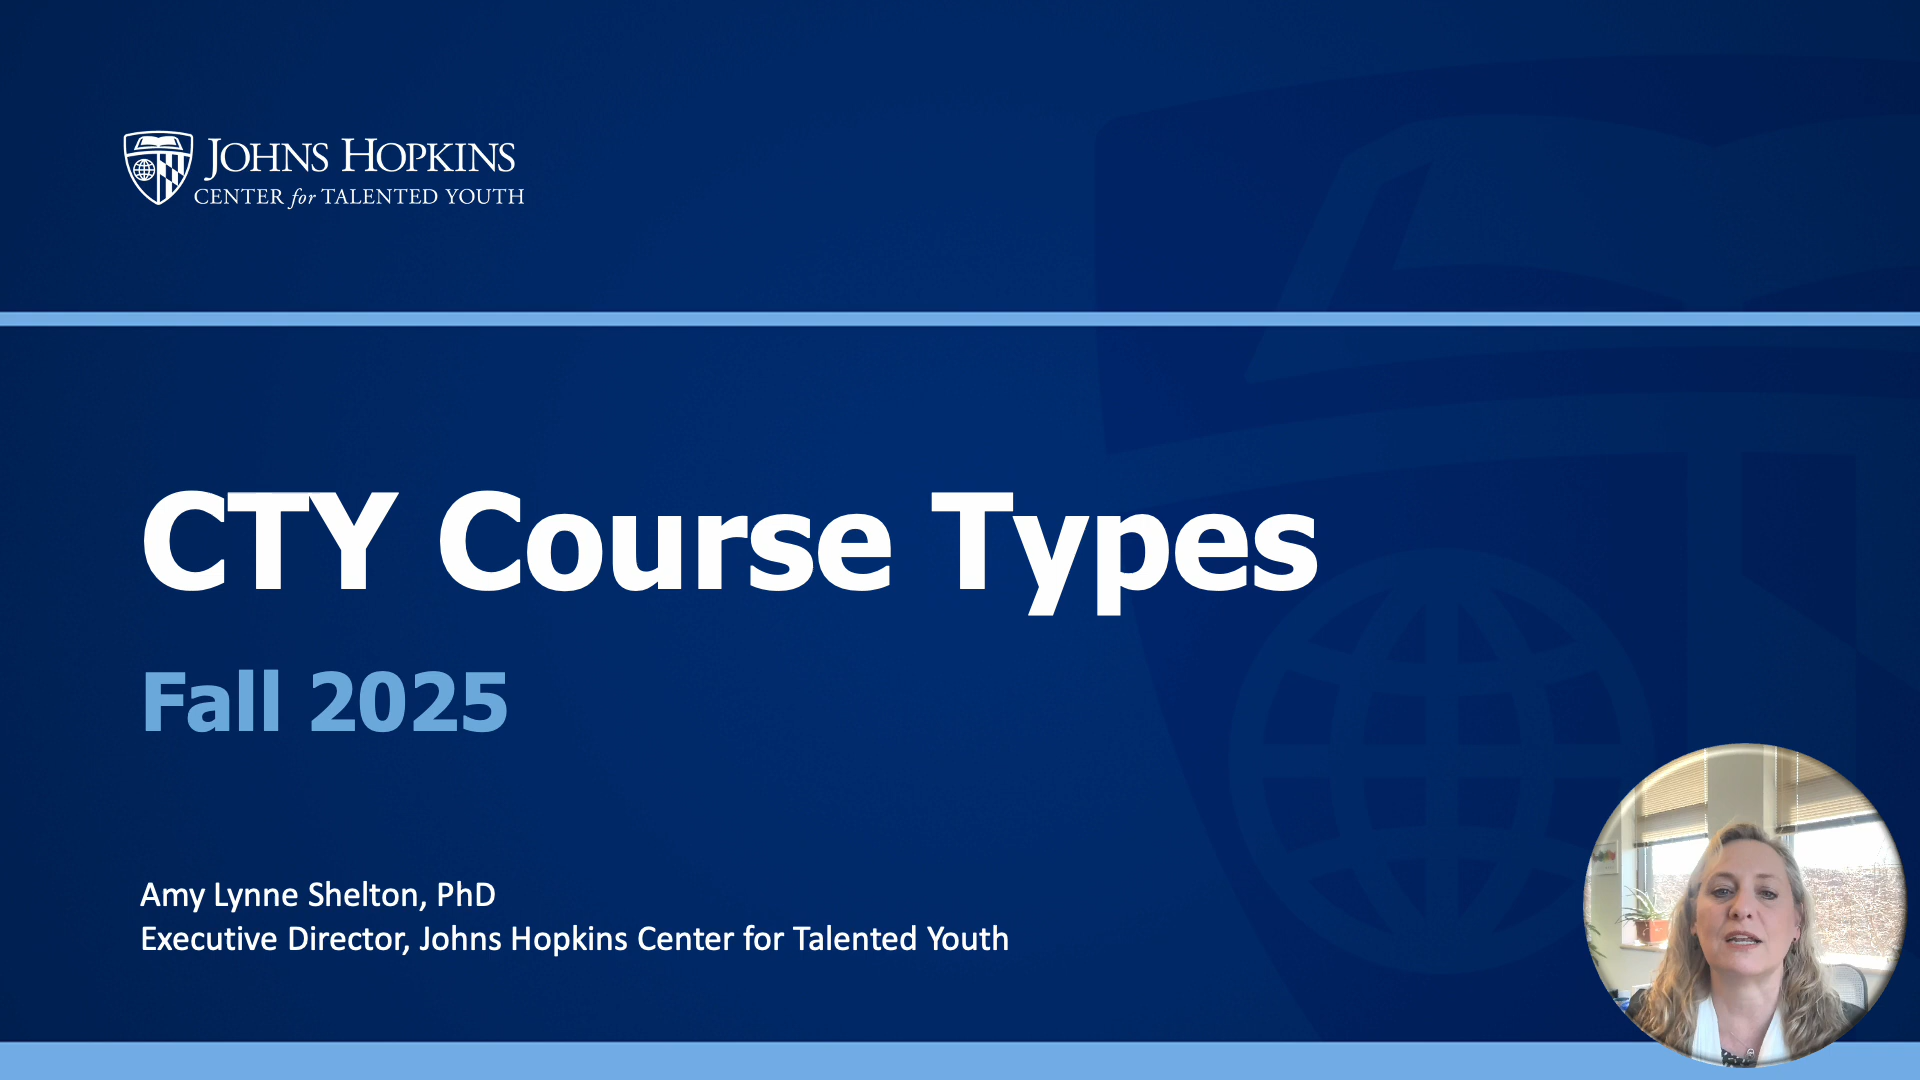 JOHNS HOPKINS
CENTER for TALENTED YOUTH
CTY Course Types
Fall 2025
Amy Lynne Shelton, PhD
Executive Director, Johns Hopkins Center for Talented Youth